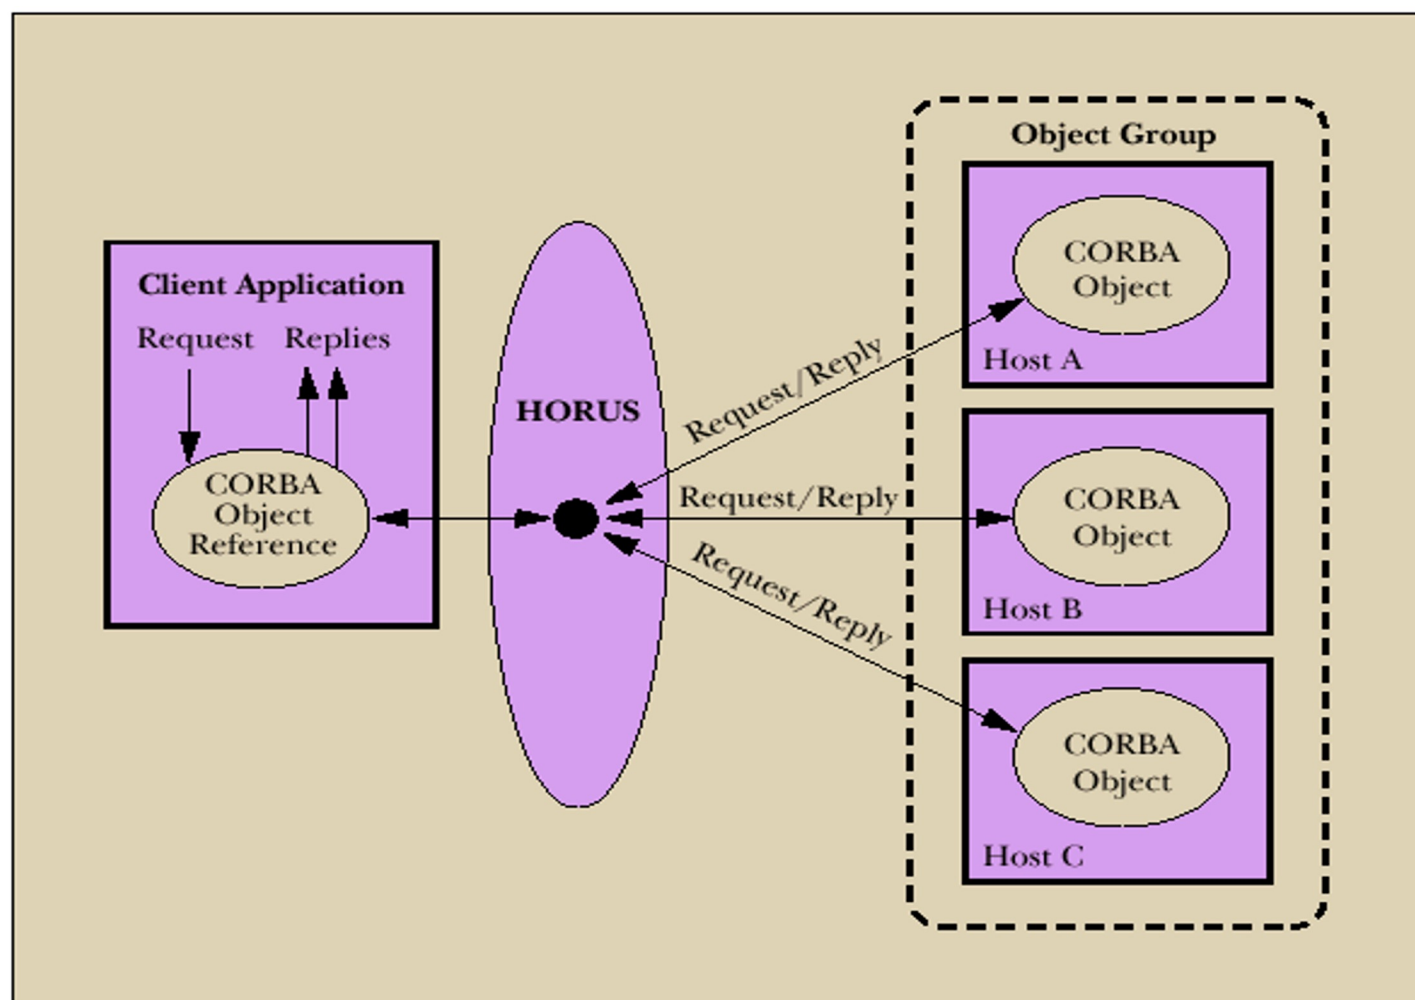 Client Application
Request Replies
CORBA
Object
Reference
HORUS
Request/Reply
Request/Reply
Request/Reply
Object Group
CORBA
Object
Host A
CORBA
Object
Host B
CORBA
Object
Host C